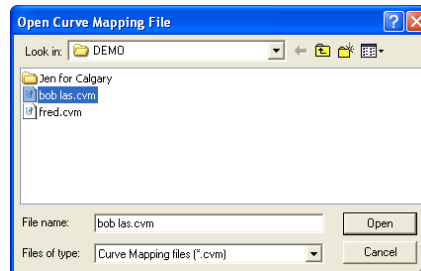 Open Curve Mapping File
Look in: DEMO
Jen for Calgary
bob las.cvm
fred.cvm
File name: bob las.cvm Open
Files of type: Curve Mapping files (*.cvm) Cancel